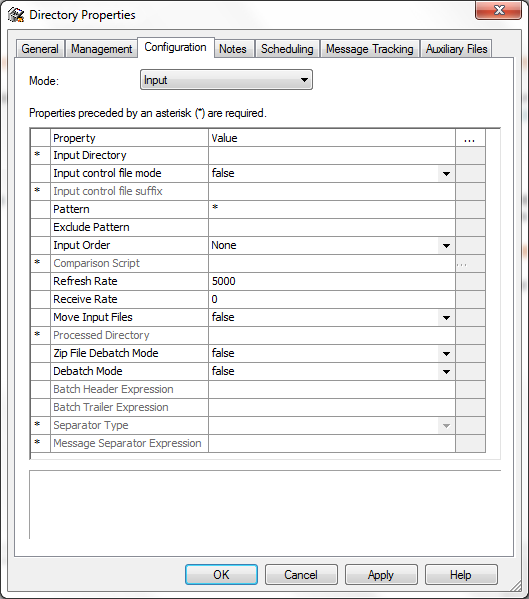 Directory Properties
General Management Configuration Notes Scheduling Message Tracking Auxiliary Files
Mode: Input
Properties preceded by an asterisk (*) are required.
Property Value ...
* Input Directory
Input control file mode false
* Input control file suffix
Pattern *
Exclude Pattern
Input Order None
* Comparison Script ...
Refresh Rate 5000
Receive Rate 0
Move Input Files false
* Processed Directory
Zip File Debatch Mode false
Debatch Mode false
Batch Header Expression
Batch Trailer Expression
* Separator Type
* Message Separator Expression
OK Cancel Apply Help